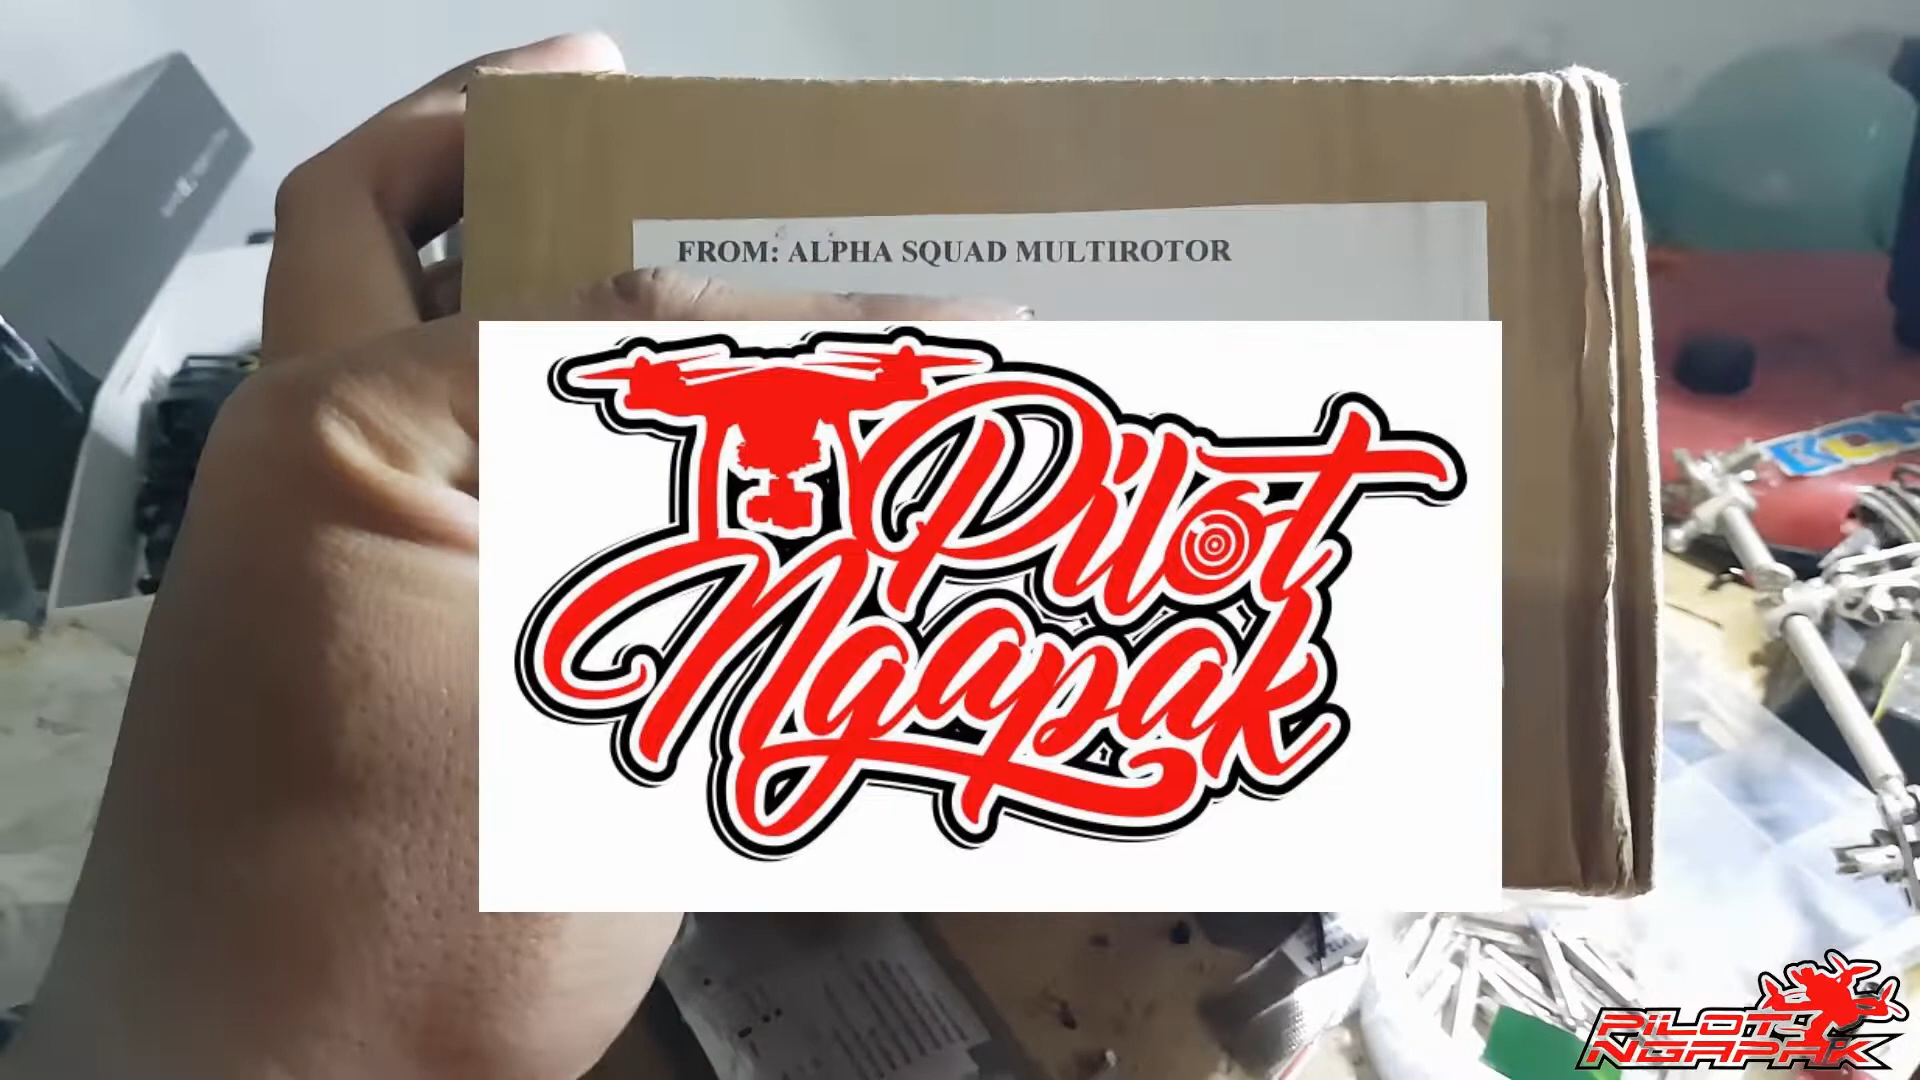 FROM: ALPHA SQUAD MULTIROTOR
Pilot
Ngapak
PILOT
NGAPAK